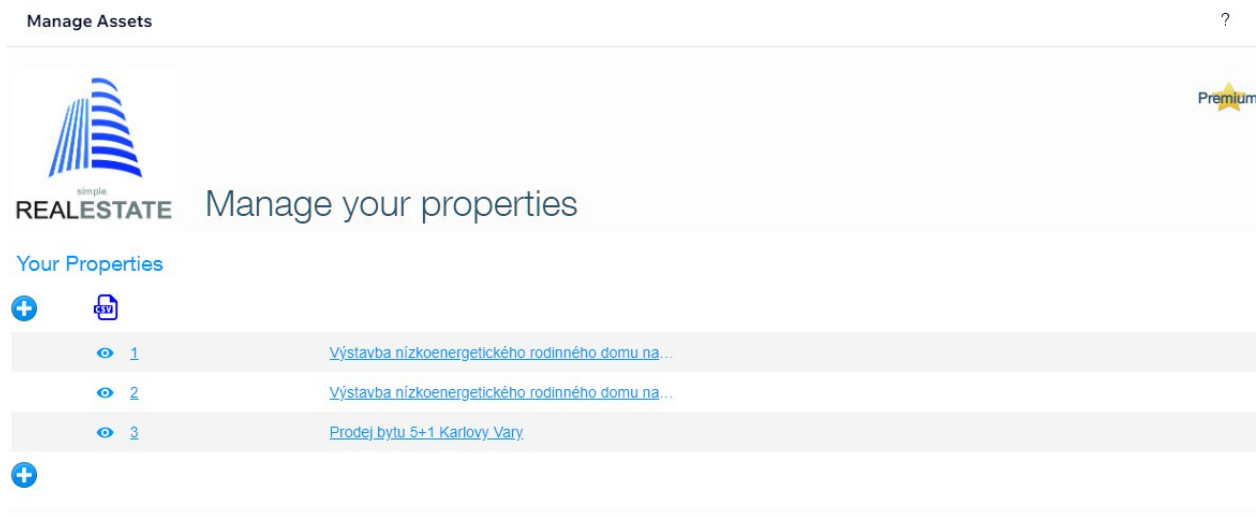 Manage Assets ?
Premium
simple
REALESTATE
Manage your properties
Your Properties
CSV
1 Výstavba nízkoenergetického rodinného domu na...
2 Výstavba nízkoenergetického rodinného domu na...
3 Prodej bytu 5+1 Karlovy Vary